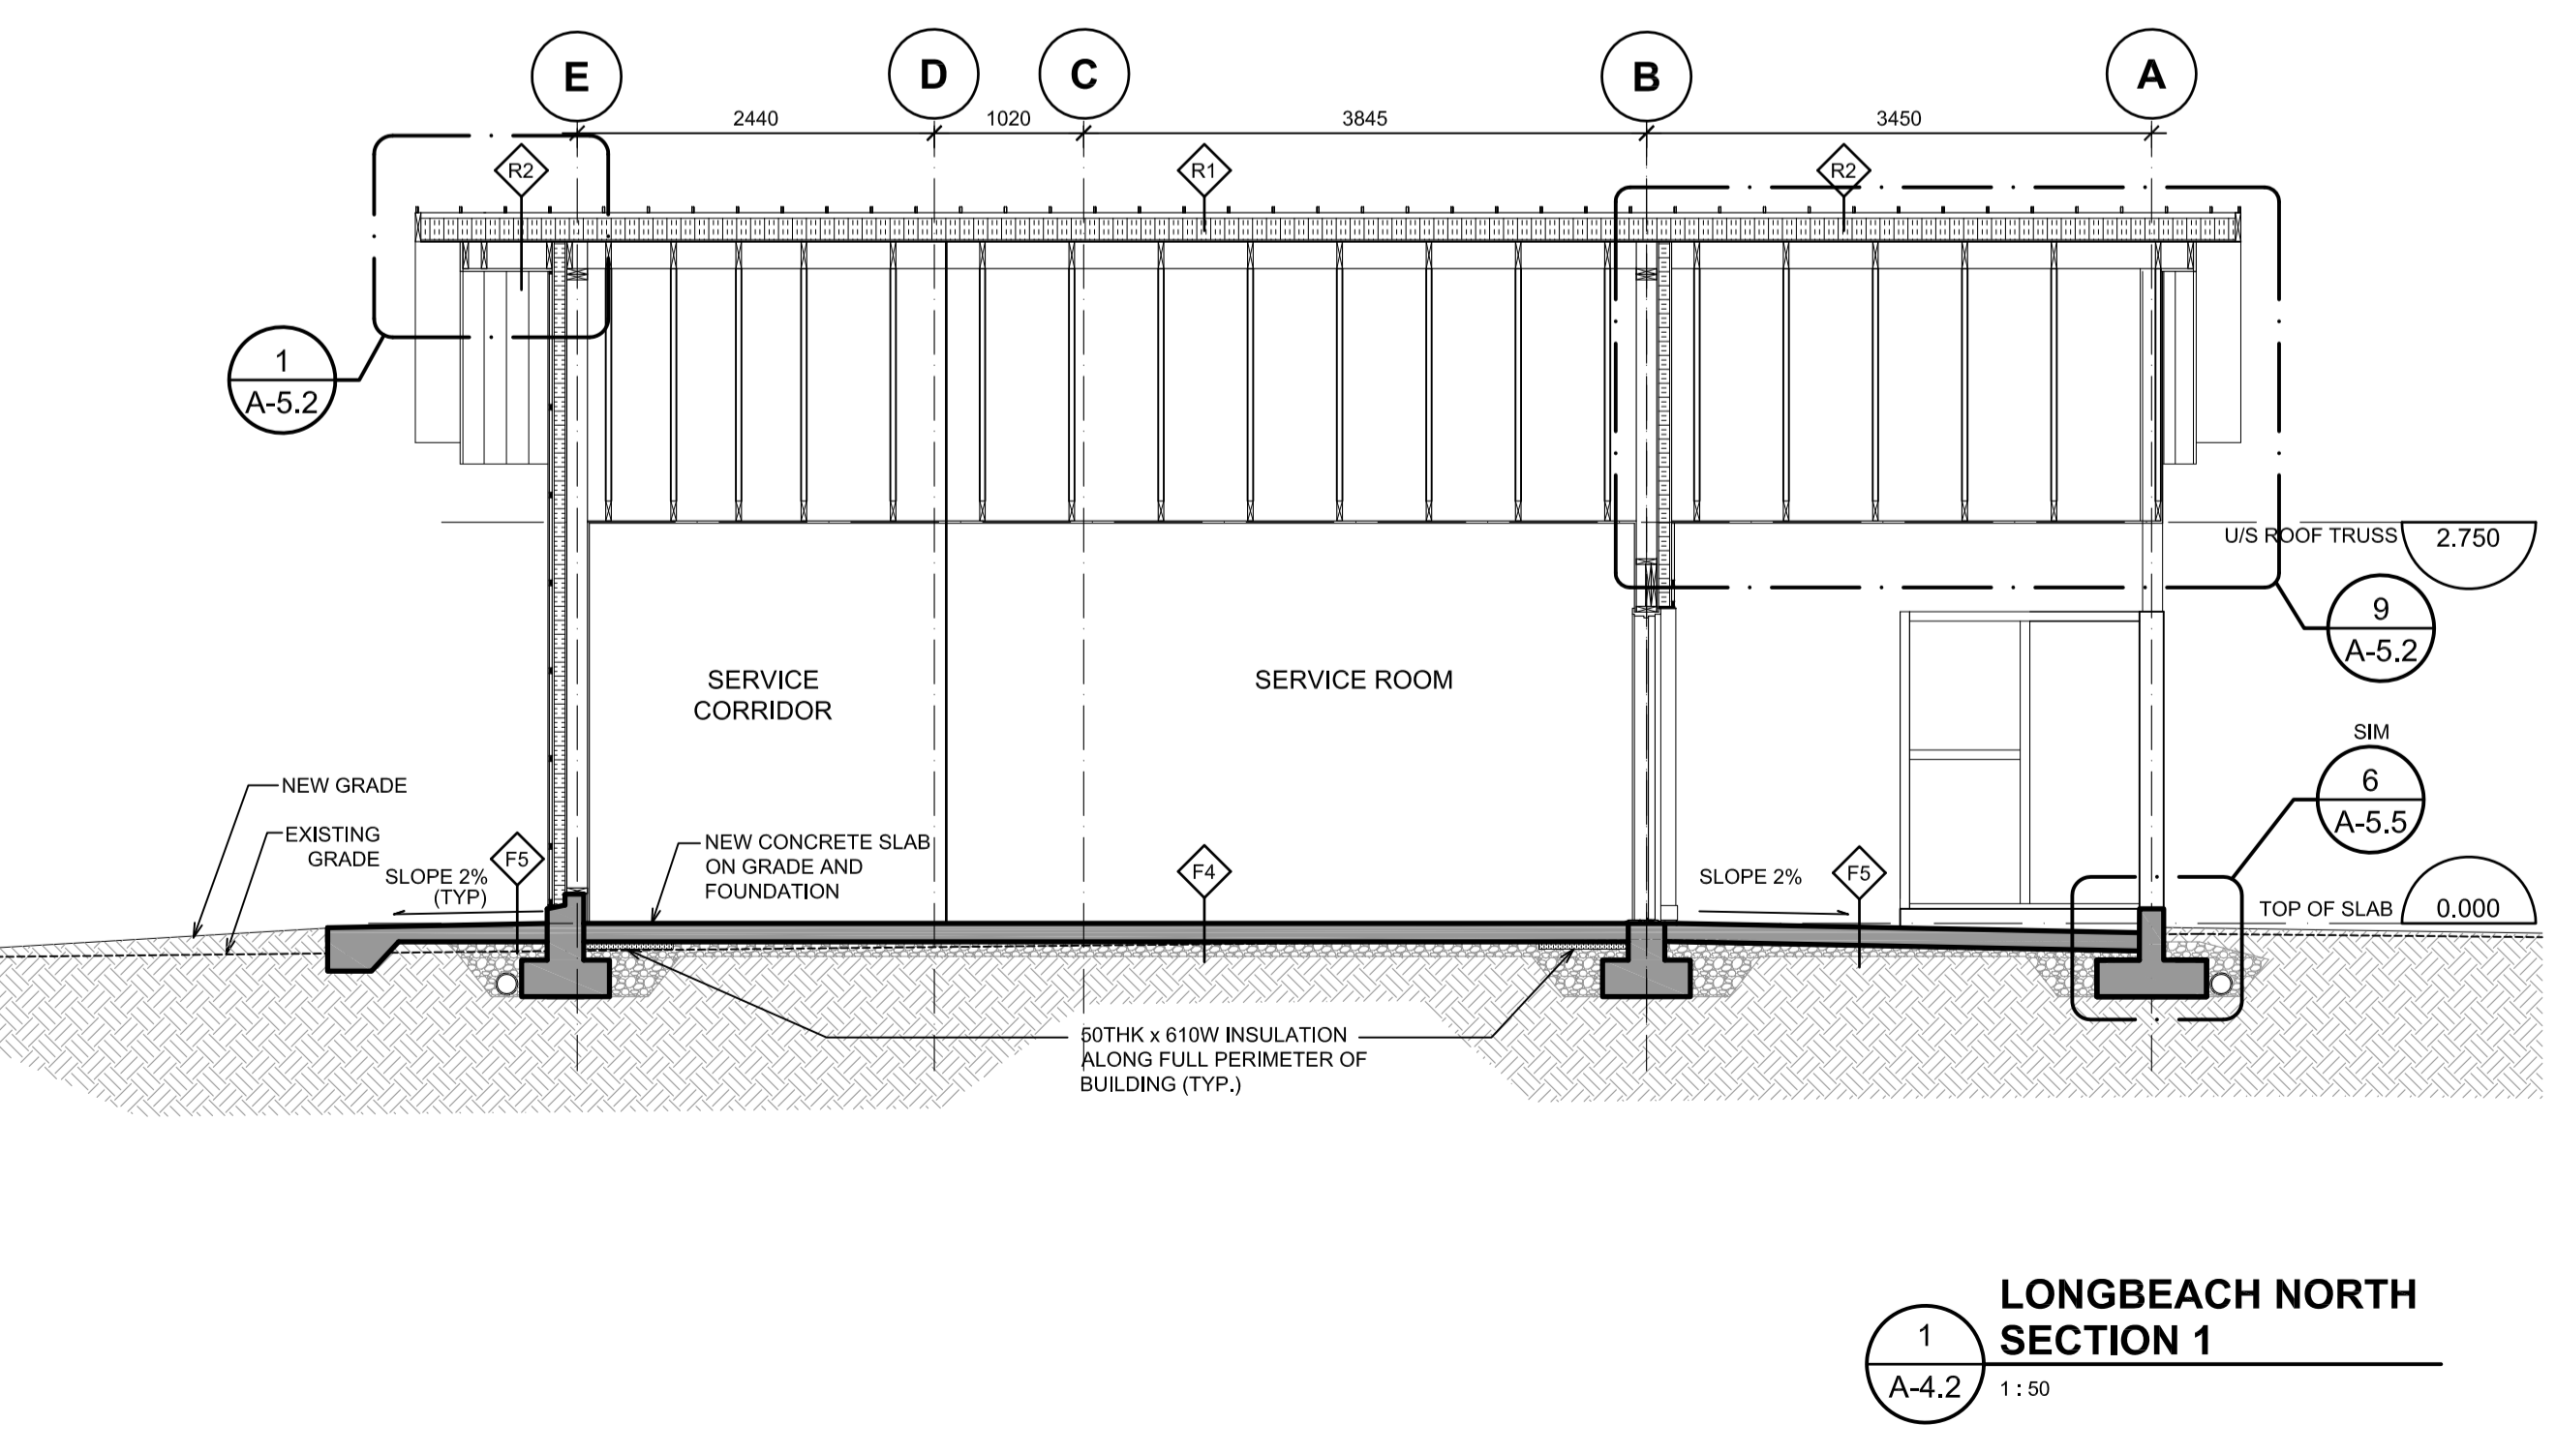 E
D
C
B
A
2440
1020
3845
3450
R2
R1
R2
1
A-5.2
U/S ROOF TRUSS
2.750
9
A-5.2
SERVICE
CORRIDOR
SERVICE ROOM
SIM
6
A-5.5
NEW GRADE
EXISTING
GRADE
SLOPE 2%
(TYP)
F5
NEW CONCRETE SLAB
ON GRADE AND
FOUNDATION
F4
SLOPE 2%
F5
TOP OF SLAB
0.000
50THK x 610W INSULATION
ALONG FULL PERIMETER OF
BUILDING (TYP.)
1
A-4.2
LONGBEACH NORTH
SECTION 1
1 : 50